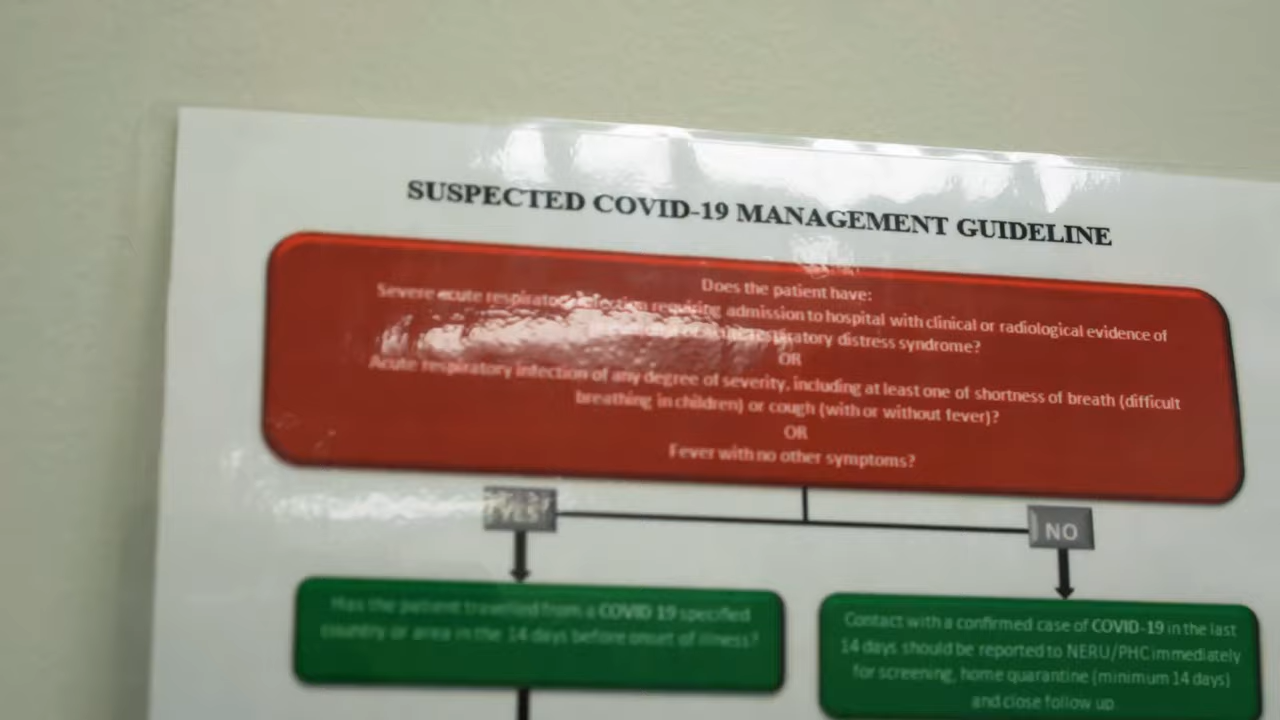 SUSPECTED COVID-19 MANAGEMENT GUIDELINE
Does the patient have:
Severe acute respiratory infection requiring admission to hospital with clinical or radiological evidence of
respiratory distress syndrome?
OR
Acute respiratory infection of any degree of severity, including at least one of shortness of breath (difficult
breathing in children) or cough (with or without fever)?
OR
Fever with no other symptoms?
YES
NO
Has the patient travelled from a COVID 19 specified
country or area in the 14 days before onset of illness?
Contact with a confirmed case of COVID-19 in the last
14 days should be reported to NERU/PHC immediately
for screening, home quarantine (minimum 14 days)
and close follow up